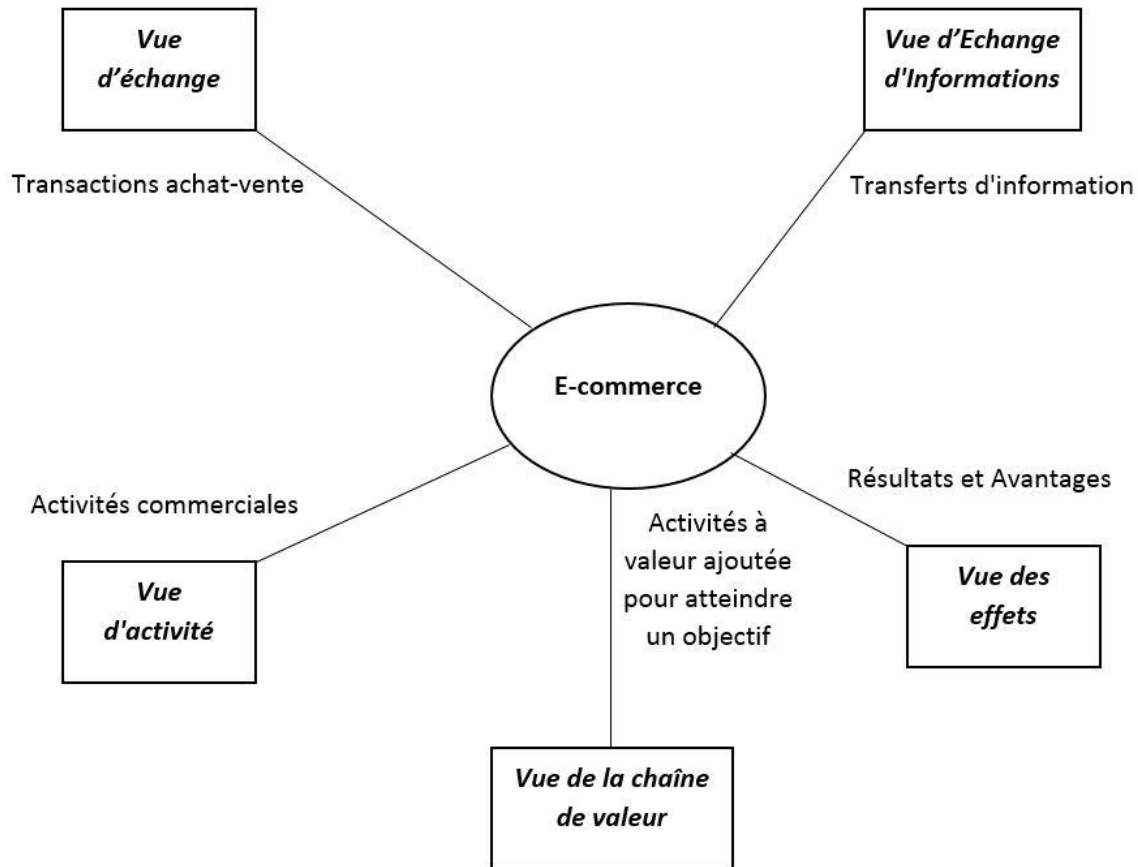 Vue
d’échange
Vue d’Echange
d'Informations
Transactions achat-vente
Transferts d'information
E-commerce
Activités commerciales
Résultats et Avantages
Activités à
valeur ajoutée
pour atteindre
un objectif
Vue
d'activité
Vue des
effets
Vue de la chaîne
de valeur